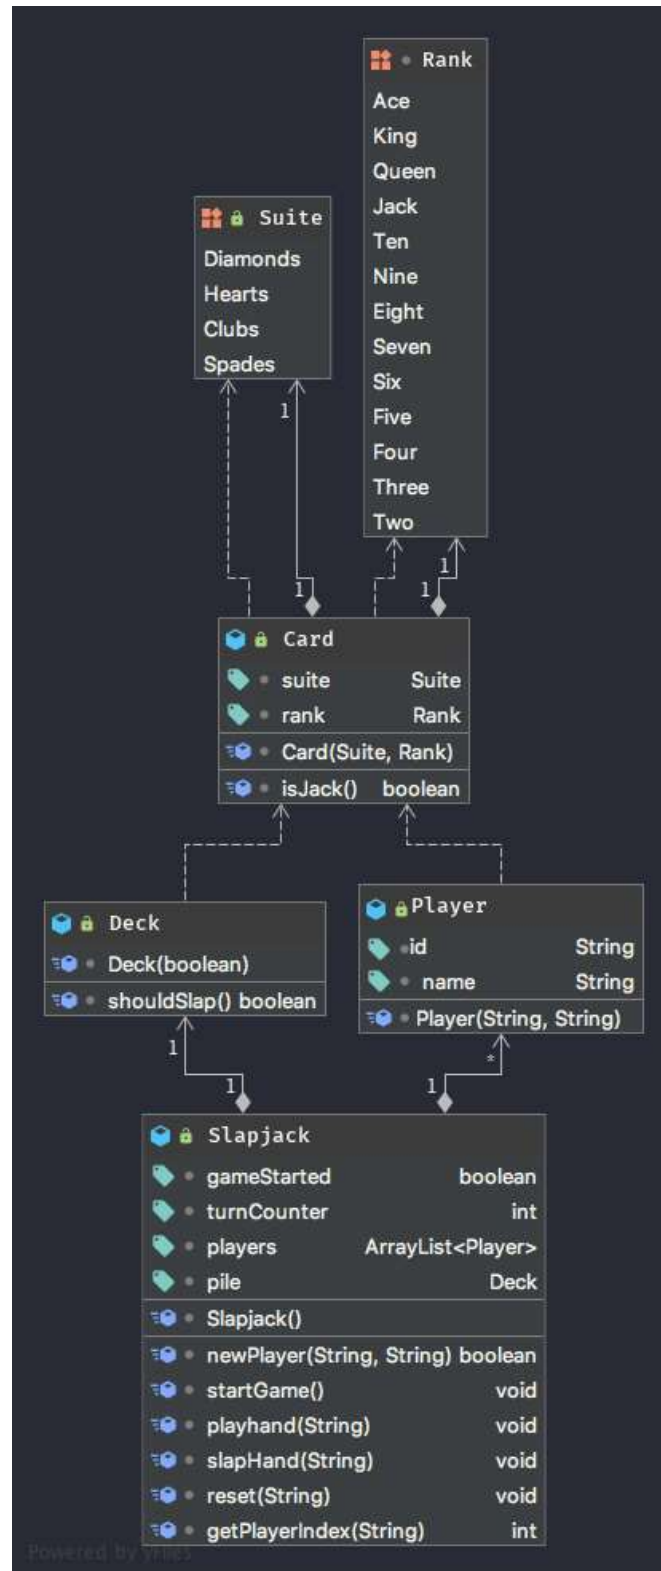 Rank
Ace
King
Queen
Jack
Ten
Nine
Eight
Seven
Six
Five
Four
Three
Two
Suite
Diamonds
Hearts
Clubs
Spades
1
1
1
1
Card
suite Suite
rank Rank
Card(Suite, Rank)
isJack() boolean
Deck
Deck(boolean)
shouldSlap() boolean
Player
id String
name String
Player(String, String)
1
*
1
1
Slapjack
gameStarted boolean
turnCounter int
players ArrayList<Player>
pile Deck
Slapjack()
newPlayer(String, String) boolean
startGame() void
playhand(String) void
slapHand(String) void
reset(String) void
getPlayerIndex(String) int
Powered by yFiles